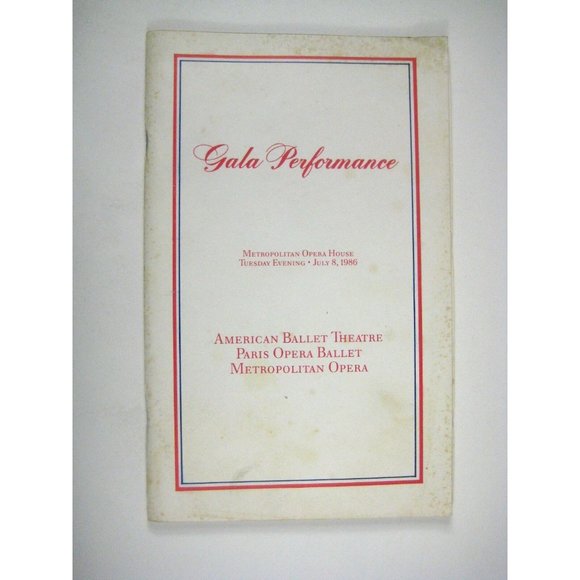 Gala Performance
Metropolitan Opera House
Tuesday Evening • July 8, 1986
American Ballet Theatre
Paris Opera Ballet
Metropolitan Opera